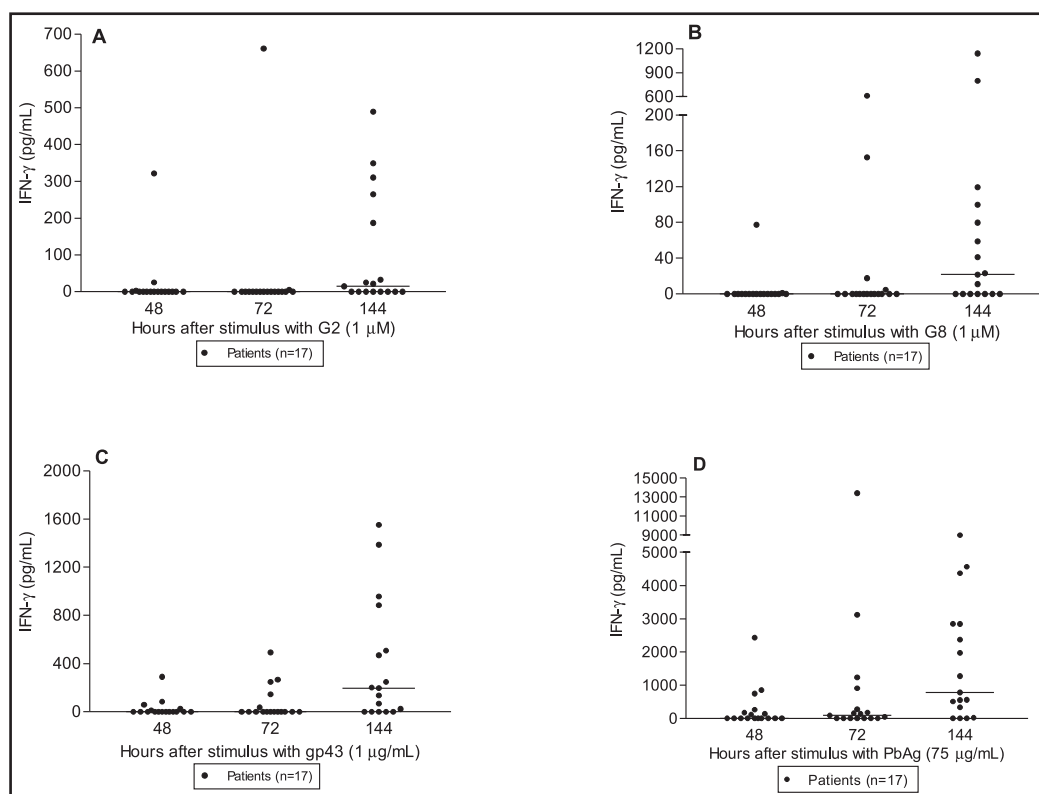 A
700
600
500
400
300
200
100
0
IFN-γ (pg/mL)
48 72 144
Hours after stimulus with G2 (1 μM)
Patients (n=17)
B
1200
900
600
200
160
120
80
40
0
IFN-γ (pg/mL)
48 72 144
Hours after stimulus with G8 (1 μM)
Patients (n=17)
C
2000
1600
1200
800
400
0
IFN-γ (pg/mL)
48 72 144
Hours after stimulus with gp43 (1 μg/mL)
Patients (n=17)
D
15000
13000
11000
9000
5000
4000
3000
2000
1000
0
IFN-γ (pg/mL)
48 72 144
Hours after stimulus with PbAg (75 μg/mL)
Patients (n=17)